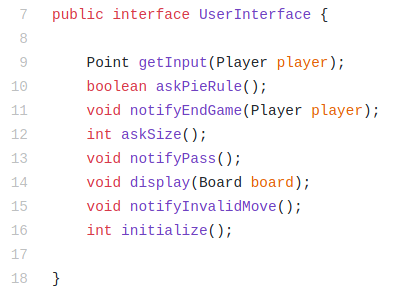 7 public interface UserInterface {
8
9     Point getInput(Player player);
10     boolean askPieRule();
11     void notifyEndGame(Player player);
12     int askSize();
13     void notifyPass();
14     void display(Board board);
15     void notifyInvalidMove();
16     int initialize();
17
18 }